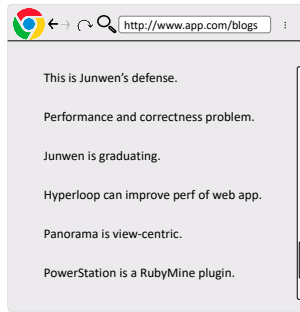 http://www.app.com/blogs
This is Junwen's defense.
Performance and correctness problem.
Junwen is graduating.
Hyperloop can improve perf of web app.
Panorama is view-centric.
PowerStation is a RubyMine plugin.